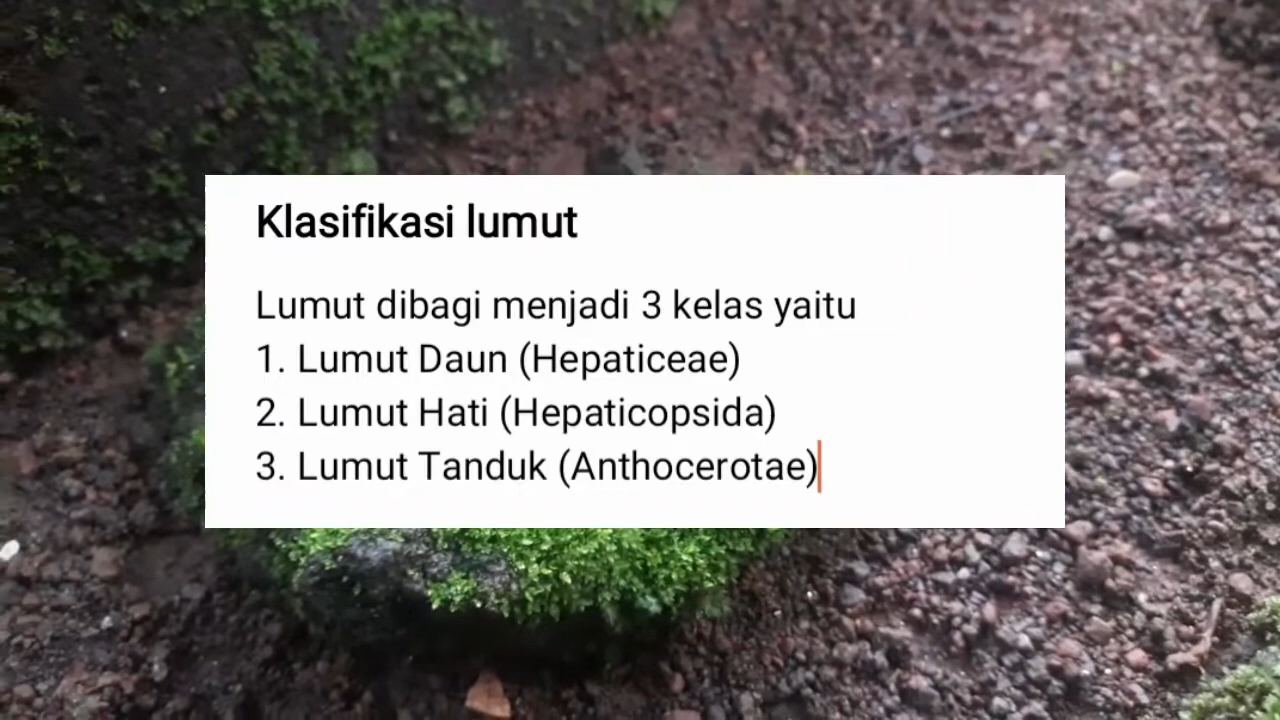 Klasifikasi lumut
Lumut dibagi menjadi 3 kelas yaitu
1. Lumut Daun (Hepaticeae)
2. Lumut Hati (Hepaticopsida)
3. Lumut Tanduk (Anthocerotae)